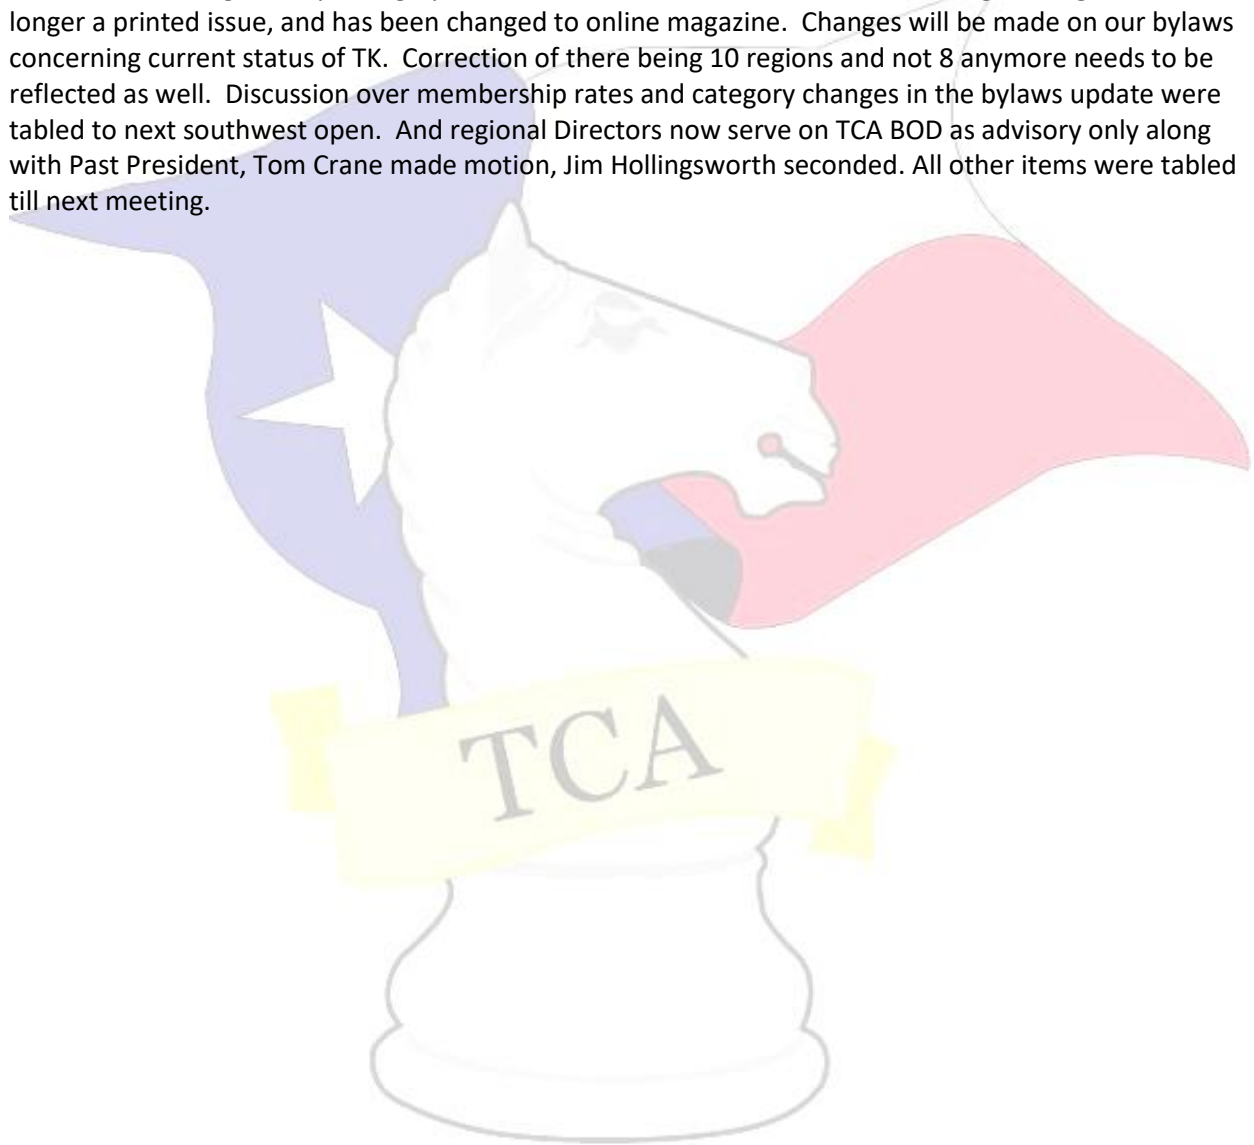 longer a printed issue, and has been changed to online magazine.  Changes will be made on our bylaws
concerning current status of TK.  Correction of there being 10 regions and not 8 anymore needs to be
reflected as well.  Discussion over membership rates and category changes in the bylaws update were
tabled to next southwest open.  And regional Directors now serve on TCA BOD as advisory only along
with Past President, Tom Crane made motion, Jim Hollingsworth seconded. All other items were tabled
till next meeting.
TCA